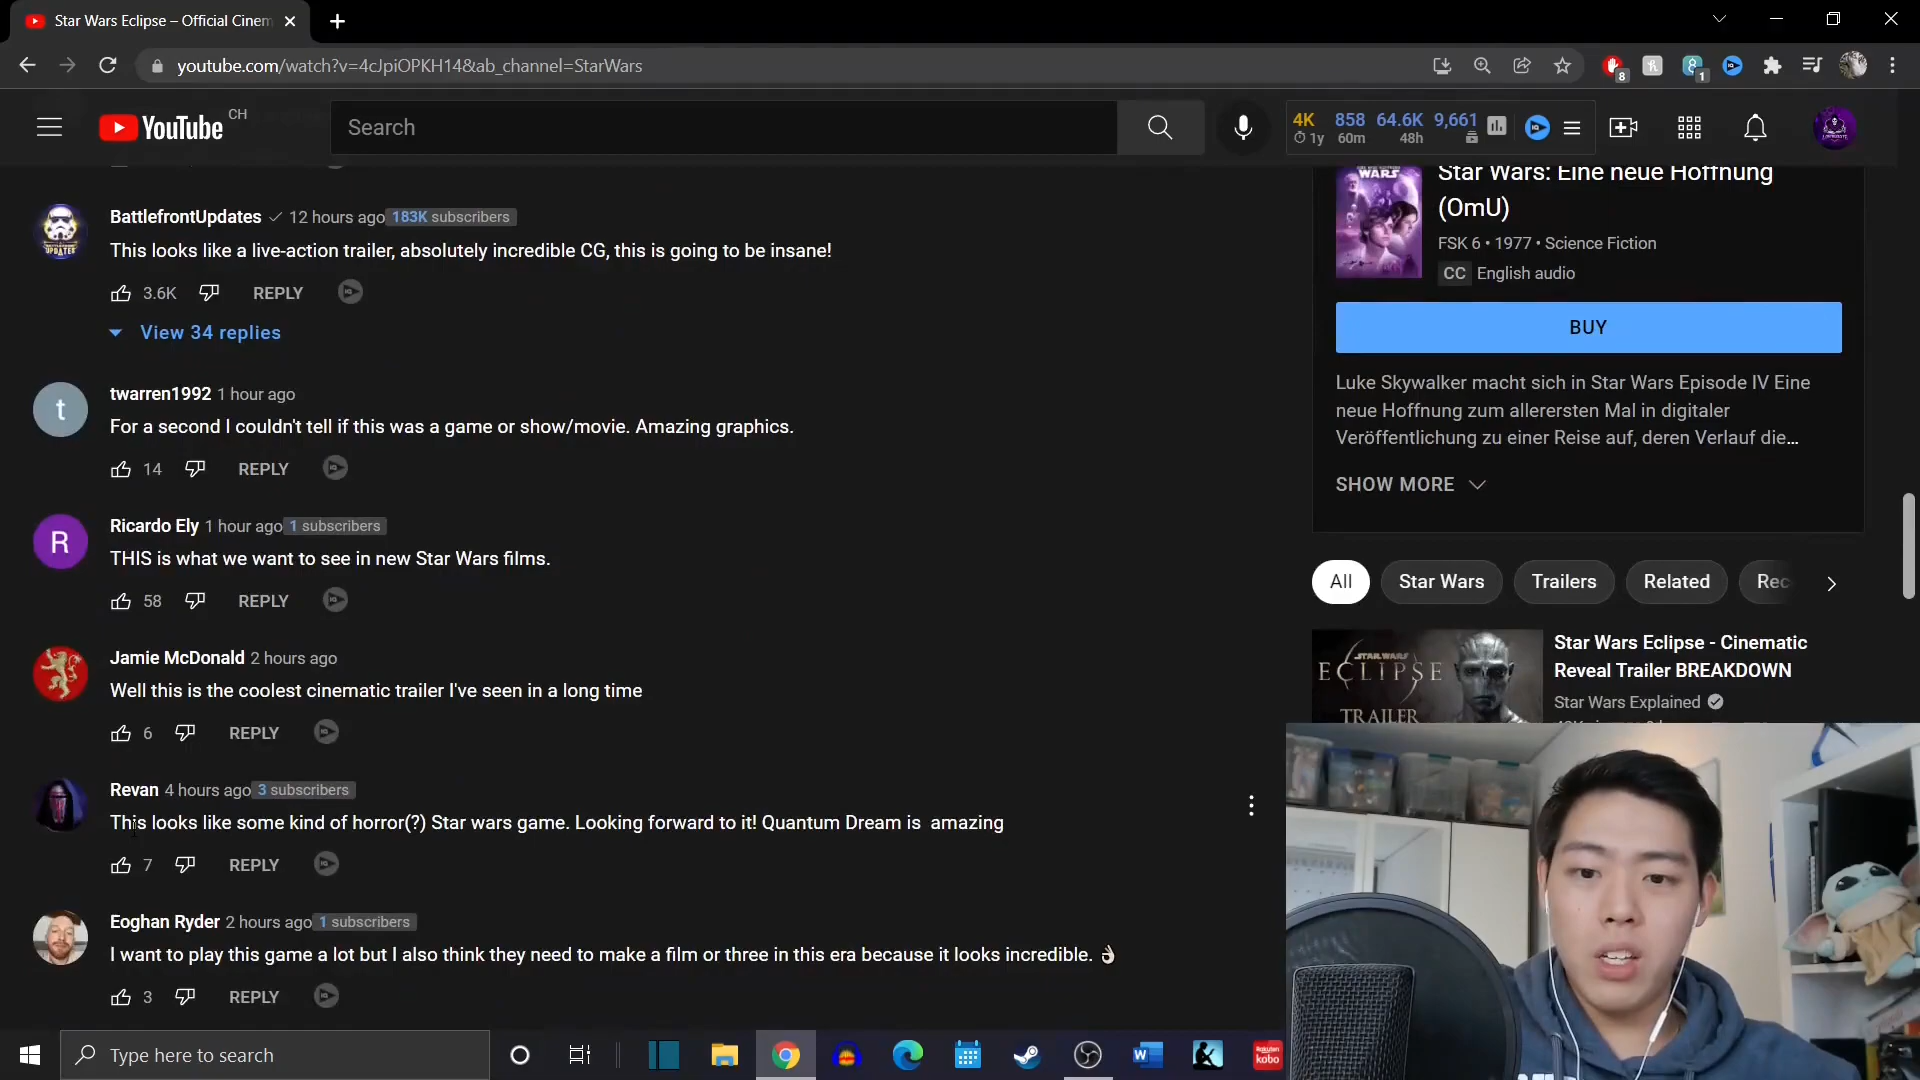 Star Wars Eclipse – Official Cinem
youtube.com/watch?v=4cJpiOPKH14&ab_channel=StarWars
8
1
YouTube CH
Search
4K 858 64.6K 9,661
1y 60m 48h
BattlefrontUpdates 12 hours ago 183K subscribers
This looks like a live-action trailer, absolutely incredible CG, this is going to be insane!
3.6K REPLY
View 34 replies
t
twarren1992 1 hour ago
For a second I couldn't tell if this was a game or show/movie. Amazing graphics.
14 REPLY
R
Ricardo Ely 1 hour ago 1 subscribers
THIS is what we want to see in new Star Wars films.
58 REPLY
Jamie McDonald 2 hours ago
Well this is the coolest cinematic trailer I've seen in a long time
6 REPLY
Revan 4 hours ago 3 subscribers
This looks like some kind of horror(?) Star wars game. Looking forward to it! Quantum Dream is amazing
7 REPLY
Eoghan Ryder 2 hours ago 1 subscribers
I want to play this game a lot but I also think they need to make a film or three in this era because it looks incredible. 👌🏻
3 REPLY
WARS
Star Wars: Eine neue Hoffnung
(OmU)
FSK 6 • 1977 • Science Fiction
CC English audio
BUY
Luke Skywalker macht sich in Star Wars Episode IV Eine
neue Hoffnung zum allerersten Mal in digitaler
Veröffentlichung zu einer Reise auf, deren Verlauf die...
SHOW MORE
All Star Wars Trailers Related Rec
STAR WARS
ECLIPSE
TRAILER
Star Wars Eclipse - Cinematic
Reveal Trailer BREAKDOWN
Star Wars Explained
Type here to search
Rakuten
kobo